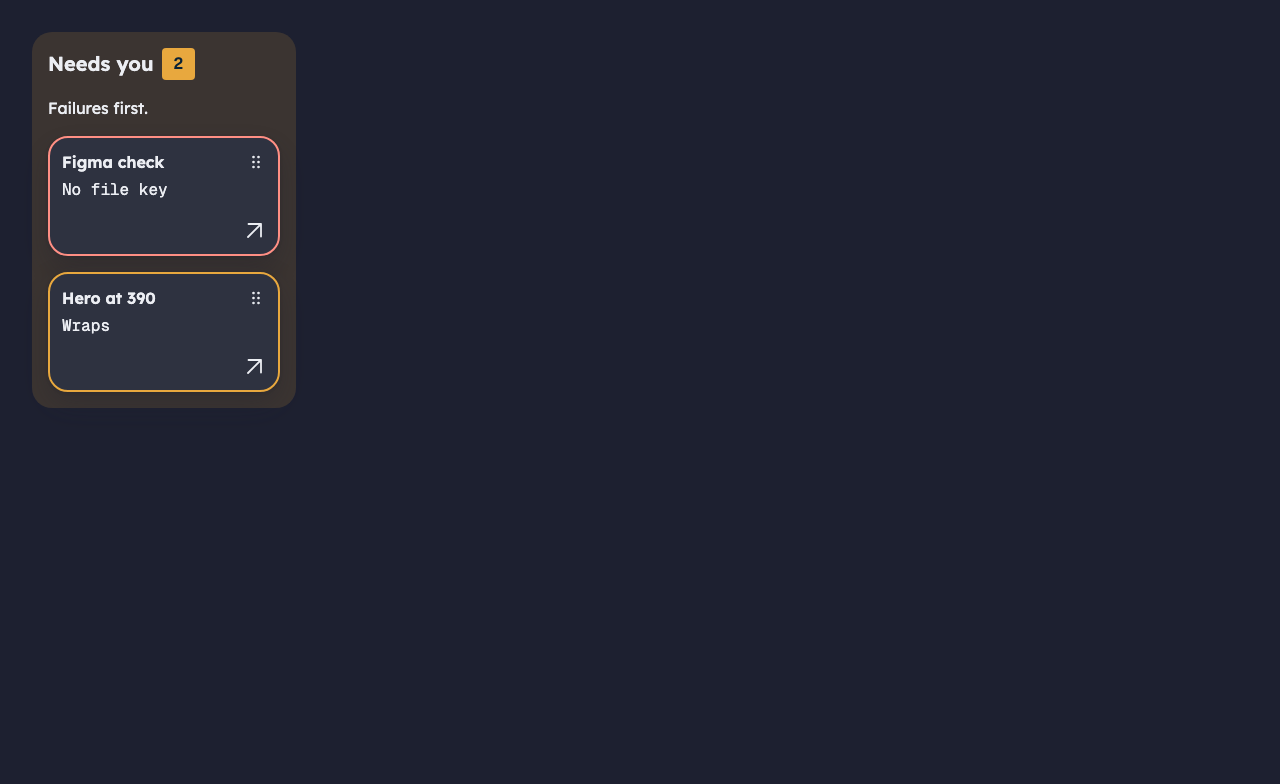 Needs you 2
Failures first.
Figma check
No file key
Hero at 390
Wraps